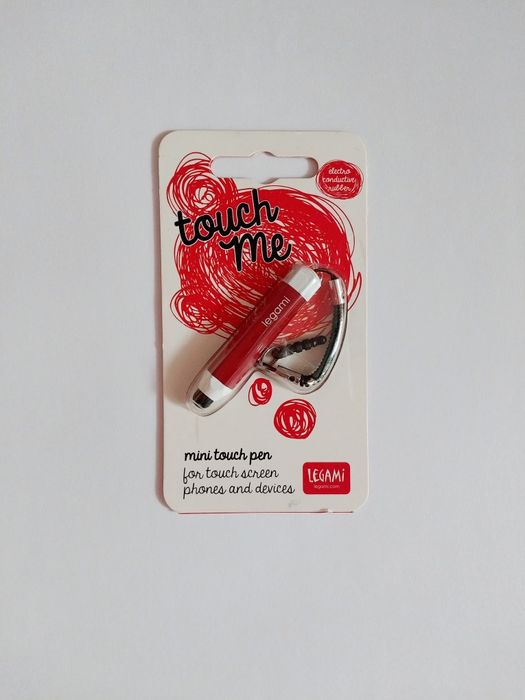 electro
conductive
rubber
touch
me
legami
mini touch pen
for touch screen
phones and devices
LEGAMI
legami.com